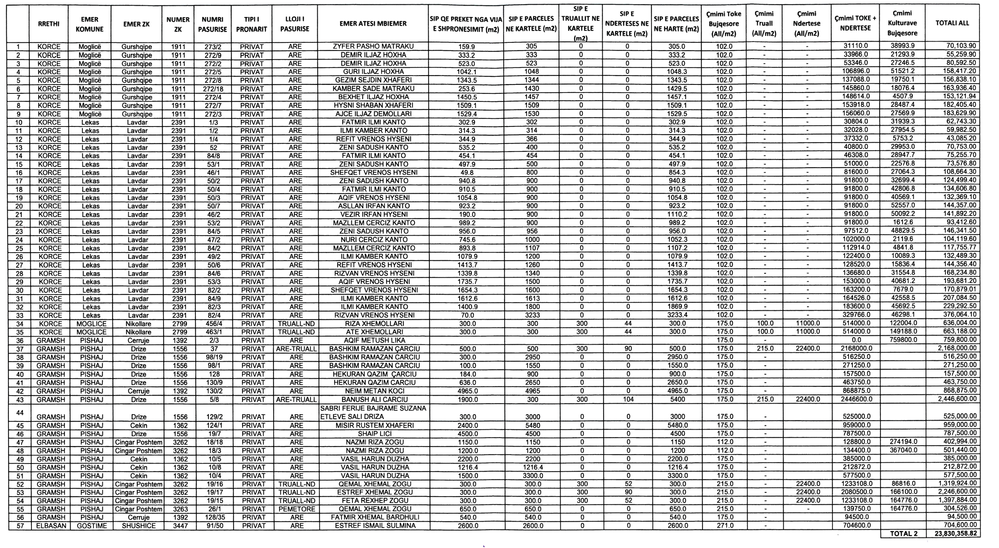 RRETHI EMER KOMUNE EMER ZK NUMER ZK NUMRI PASURISE TIPI I PRONARIT LLOJI I PASURISE EMER ATESI MBIEMER SIP QE PREKET NGA VIJA E SHPRONESIMIT (m2) SIP E PARCELES NE KARTELE (m2) SIP E TRUALLIT NE KARTELE (m2) SIP E NDERTESES NE KARTELE (m2) SIP E PARCELES NE HARTE (m2) Çmimi Toke Bujqesore (All/m2) Çmimi Truall (All/m2) Çmimi Ndertese (All/m2) Çmimi TOKE + NDERTESE Çmimi Kulturave Bujqesore TOTALI ALL
1 KORCE Moglicë Gurshqipe 1911 273/2 PRIVAT ARE ZYFER PASHO MATRAKU 159.9 305 0 0 305.0 102.0 - - 31110.0 38993.9 70,103.90
2 KORCE Moglicë Gurshqipe 1911 272/9 PRIVAT ARE DEMIR ILJAZ HOXHA 333.2 333 0 0 333.2 102.0 - - 33966.0 21293.9 55,259.90
3 KORCE Moglicë Gurshqipe 1911 272/2 PRIVAT ARE DEMIR ILJAZ HOXHA 523.0 523 0 0 523.0 102.0 - - 53346.0 27246.5 80,592.50
4 KORCE Moglicë Gurshqipe 1911 272/5 PRIVAT ARE GURI ILJAZ HOXHA 1042.1 1048 0 0 1048.3 102.0 - - 106896.0 51521.2 158,417.20
5 KORCE Moglicë Gurshqipe 1911 272/8 PRIVAT ARE GEZIM SEJDIN XHAFERI 1343.5 1344 0 0 1343.5 102.0 - - 137088.0 19750.1 156,838.10
6 KORCE Moglicë Gurshqipe 1911 272/18 PRIVAT ARE KAMBER SADE MATRAKU 253.6 1430 0 0 1429.5 102.0 - - 145860.0 18076.4 163,936.40
7 KORCE Moglicë Gurshqipe 1911 272/4 PRIVAT ARE BEXHET ILJAZ HOXHA 1450.5 1457 0 0 1457.1 102.0 - - 148614.0 4507.9 153,121.94
8 KORCE Moglicë Gurshqipe 1911 272/7 PRIVAT ARE HYSNI SHABAN XHAFERI 1509.1 1509 0 0 1509.1 102.0 - - 153918.0 28487.4 182,405.40
9 KORCE Moglicë Gurshqipe 1911 272/3 PRIVAT ARE AJCE ILJAZ DEMOLLARI 1529.4 1530 0 0 1529.5 102.0 - - 156060.0 27569.9 183,629.90
10 KORCE Lekas Lavdar 2391 1/3 PRIVAT ARE FATMIR ILMI KANTO 302.9 302 0 0 302.9 102.0 - - 30804.0 31939.3 62,743.30
11 KORCE Lekas Lavdar 2391 1/2 PRIVAT ARE ILMI KAMBER KANTO 314.3 314 0 0 314.3 102.0 - - 32028.0 27954.5 59,982.50
12 KORCE Lekas Lavdar 2391 1/4 PRIVAT ARE REFIT VRENOS HYSENI 344.9 366 0 0 344.9 102.0 - - 37332.0 5753.2 43,085.20
13 KORCE Lekas Lavdar 2391 52 PRIVAT ARE ZENI SADUSH KANTO 535.2 400 0 0 535.2 102.0 - - 40800.0 29953.0 70,753.00
14 KORCE Lekas Lavdar 2391 84/8 PRIVAT ARE FATMIR ILMI KANTO 454.1 454 0 0 454.1 102.0 - - 46308.0 28947.7 75,255.70
15 KORCE Lekas Lavdar 2391 53/1 PRIVAT ARE ZENI SADUSH KANTO 497.9 500 0 0 497.9 102.0 - - 51000.0 22576.8 73,576.80
16 KORCE Lekas Lavdar 2391 46/1 PRIVAT ARE SHEFQET VRENOS HYSENI 49.8 800 0 0 854.3 102.0 - - 81600.0 27064.3 108,664.30
17 KORCE Lekas Lavdar 2391 50/2 PRIVAT ARE ZENI SADUSH KANTO 940.8 900 0 0 940.8 102.0 - - 91800.0 32699.4 124,499.40
18 KORCE Lekas Lavdar 2391 50/4 PRIVAT ARE FATMIR ILMI KANTO 910.5 900 0 0 910.5 102.0 - - 91800.0 42806.8 134,606.80
19 KORCE Lekas Lavdar 2391 50/3 PRIVAT ARE AQIF VRENOS HYSENI 1054.8 900 0 0 1054.8 102.0 - - 91800.0 40569.1 132,369.10
20 KORCE Lekas Lavdar 2391 50/7 PRIVAT ARE ASLLAN IRFAN KANTO 923.2 900 0 0 923.2 102.0 - - 91800.0 52557.0 144,357.00
21 KORCE Lekas Lavdar 2391 46/2 PRIVAT ARE VEZIR IRFAN HYSENI 190.0 900 0 0 1110.2 102.0 - - 91800.0 50092.2 141,892.20
22 KORCE Lekas Lavdar 2391 53/2 PRIVAT ARE MAZLLEM CERCIZ KANTO 989.2 900 0 0 989.2 102.0 - - 91800.0 1612.6 93,412.60
23 KORCE Lekas Lavdar 2391 84/5 PRIVAT ARE ZENI SADUSH KANTO 956.0 956 0 0 956.0 102.0 - - 97512.0 48829.5 146,341.50
24 KORCE Lekas Lavdar 2391 47/2 PRIVAT ARE NURI CERCIZ KANTO 745.6 1000 0 0 1052.3 102.0 - - 102000.0 2119.6 104,119.60
25 KORCE Lekas Lavdar 2391 84/2 PRIVAT ARE MAZLLEM CERCIZ KANTO 893.8 1107 0 0 1107.2 102.0 - - 112914.0 4841.8 117,755.77
26 KORCE Lekas Lavdar 2391 49/2 PRIVAT ARE ILMI KAMBER KANTO 1079.9 1200 0 0 1079.9 102.0 - - 122400.0 10089.3 132,489.30
27 KORCE Lekas Lavdar 2391 50/6 PRIVAT ARE REFIT VRENOS HYSENI 1413.7 1260 0 0 1413.7 102.0 - - 128520.0 15836.4 144,356.40
28 KORCE Lekas Lavdar 2391 84/6 PRIVAT ARE RIZVAN VRENOS HYSENI 1339.8 1340 0 0 1339.8 102.0 - - 136680.0 31554.8 168,234.80
29 KORCE Lekas Lavdar 2391 53/3 PRIVAT ARE AQIF VRENOS HYSENI 1735.7 1500 0 0 1735.7 102.0 - - 153000.0 40681.2 193,681.20
30 KORCE Lekas Lavdar 2391 82/2 PRIVAT ARE SHEFQET VRENOS HYSENI 1654.3 1600 0 0 1654.3 102.0 - - 163200.0 7679.0 170,879.01
31 KORCE Lekas Lavdar 2391 84/9 PRIVAT ARE ILMI KAMBER KANTO 1612.6 1613 0 0 1612.6 102.0 - - 164526.0 42558.5 207,084.50
32 KORCE Lekas Lavdar 2391 82/3 PRIVAT ARE ILMI KAMBER KANTO 1400.9 1800 0 0 1869.9 102.0 - - 183600.0 45692.5 229,292.50
33 KORCE Lekas Lavdar 2391 82/4 PRIVAT ARE RIZVAN VRENOS HYSENI 70.0 3233 0 0 3233.4 102.0 - - 329766.0 46298.1 376,064.10
34 KORCE MOGLICE Nikollare 2799 456/4 PRIVAT TRUALL-ND RIZA XHEMOLLARI 300.0 300 300 44 300.0 175.0 100.0 11000.0 514000.0 122004.0 636,004.00
35 KORCE MOGLICE Nikollare 2799 463/1 PRIVAT TRUALL-ND ATE XHEMOLLARI 300.0 300 300 44 300.0 175.0 100.0 11000.0 514000.0 149188.0 663,188.00
36 GRAMSH PISHAJ Cerruje 1392 2/3 PRIVAT ARE AQIF METUSH LIKA 175.0 - 0.0 759800.0 759,800.00
37 GRAMSH PISHAJ Drize 1556 37 PRIVAT ARE-TRUALL BASHKIM RAMAZAN ÇARCIU 500.0 500 300 90 500.0 175.0 215.0 22400.0 2168000.0 2,168,000.00
38 GRAMSH PISHAJ Drize 1556 98/19 PRIVAT ARE BASHKIM RAMAZAN CARCIU 300.0 2950 0 0 2950.0 175.0 - 516250.0 516,250.00
39 GRAMSH PISHAJ Drize 1556 98/1 PRIVAT ARE BASHKIM RAMAZAN CARCIU 100.0 1550 0 0 1550.0 175.0 - 271250.0 271,250.00
40 GRAMSH PISHAJ Drize 1556 128 PRIVAT ARE HEKURAN QAZIM ÇARCIU 184.0 900 0 0 900.0 175.0 - 157500.0 157,500.00
41 GRAMSH PISHAJ Drize 1556 130/9 PRIVAT ARE HEKURAN QAZIM CARCIU 636.0 2650 0 0 2650.0 175.0 - 463750.0 463,750.00
42 GRAMSH PISHAJ Cerruje 1392 130/2 PRIVAT ARE NEIM METAN KOCI 4965.0 4965 0 0 4965.0 175.0 - 868875.0 868,875.00
43 GRAMSH PISHAJ Drize 1556 5/8 PRIVAT ARE-TRUALL BANUSH ALI CARCIU 1900.0 300 300 104 5400 175.0 215.0 22400.0 2446600.0 2,446,600.00
44 GRAMSH PISHAJ Drize 1556 129/2 PRIVAT ARE SABRI FERIJE BAJRAME SUZANA ETLEVE SALI DRIZA 300.0 3000 0 0 3000 175.0 - 525000.0 525,000.00
45 GRAMSH PISHAJ Cekin 1362 124/1 PRIVAT ARE MISIR RUSTEM XHAFERI 2400.0 5480 0 0 5480.0 175.0 - 959000.0 959,000.00
46 GRAMSH PISHAJ Drize 1556 19/7 PRIVAT ARE SHAIP LICI 4500.0 4500 0 0 4500 175.0 - 787500.0 787,500.00
47 GRAMSH PISHAJ Cingar Poshtem 3262 18/18 PRIVAT ARE NAZMI RIZA ZOGU 1150.0 1150 0 0 1150 112.0 - 128800.0 274194.0 402,994.00
48 GRAMSH PISHAJ Cingar Poshtem 3262 18/3 PRIVAT ARE NAZMI RIZA ZOGU 1200.0 1200 0 0 1200 112.0 - 134400.0 367040.0 501,440.00
49 GRAMSH PISHAJ Cekin 1362 10/5 PRIVAT ARE VASIL HARUN DUZHA 2200.0 2200 0 0 2200.0 175.0 - 385000.0 385,000.00
50 GRAMSH PISHAJ Cekin 1362 10/8 PRIVAT ARE VASIL HARUN DUZHA 1216.4 1216.4 0 0 1216.4 175.0 - 212872.0 212,872.00
51 GRAMSH PISHAJ Cekin 1362 10/4 PRIVAT ARE VASIL HARUN DUZHA 1500.0 3300.0 0 0 3300.0 175.0 - 577500.0 577,500.00
52 GRAMSH PISHAJ Cingar Poshtem 3262 19/16 PRIVAT TRUALL-ND QEMAL XHEMAL ZOGU 300.0 300.0 300 52 300.0 215.0 - 22400.0 1233108.0 86816.0 1,319,924.00
53 GRAMSH PISHAJ Cingar Poshtem 3262 19/17 PRIVAT TRUALL-ND ESTREF XHEMAL ZOGU 300.0 300.0 300 90 300.0 215.0 - 22400.0 2080500.0 166100.0 2,246,600.00
54 GRAMSH PISHAJ Cingar Poshtem 3262 19/15 PRIVAT TRUALL-ND FETA REXHEP ZOGU 300.0 300.0 300 52 300.0 215.0 - 22400.0 1233108.0 164776.0 1,397,884.00
55 GRAMSH PISHAJ Cingar Poshtem 3263 26/1 PRIVAT PEMETORE QEMAL XHEMAL ZOGU 650.0 650.0 0 0 650.0 215.0 - - 139750.0 164776.0 304,526.00
56 GRAMSH PISHAJ Cerruje 1392 128/35 PRIVAT ARE FATMIR XHEMAL BARDHULI 540.0 540.0 0 0 540.0 175.0 - 94500.0 94,500.00
57 ELBASAN GOSTIME SHUSHICE 3447 91/50 PRIVAT ARE ESTREF ISMAIL SULMINA 2600.0 2600.0 0 0 2600.0 271.0 - 704600.0 704,600.00
TOTAL 2 23,830,358.82